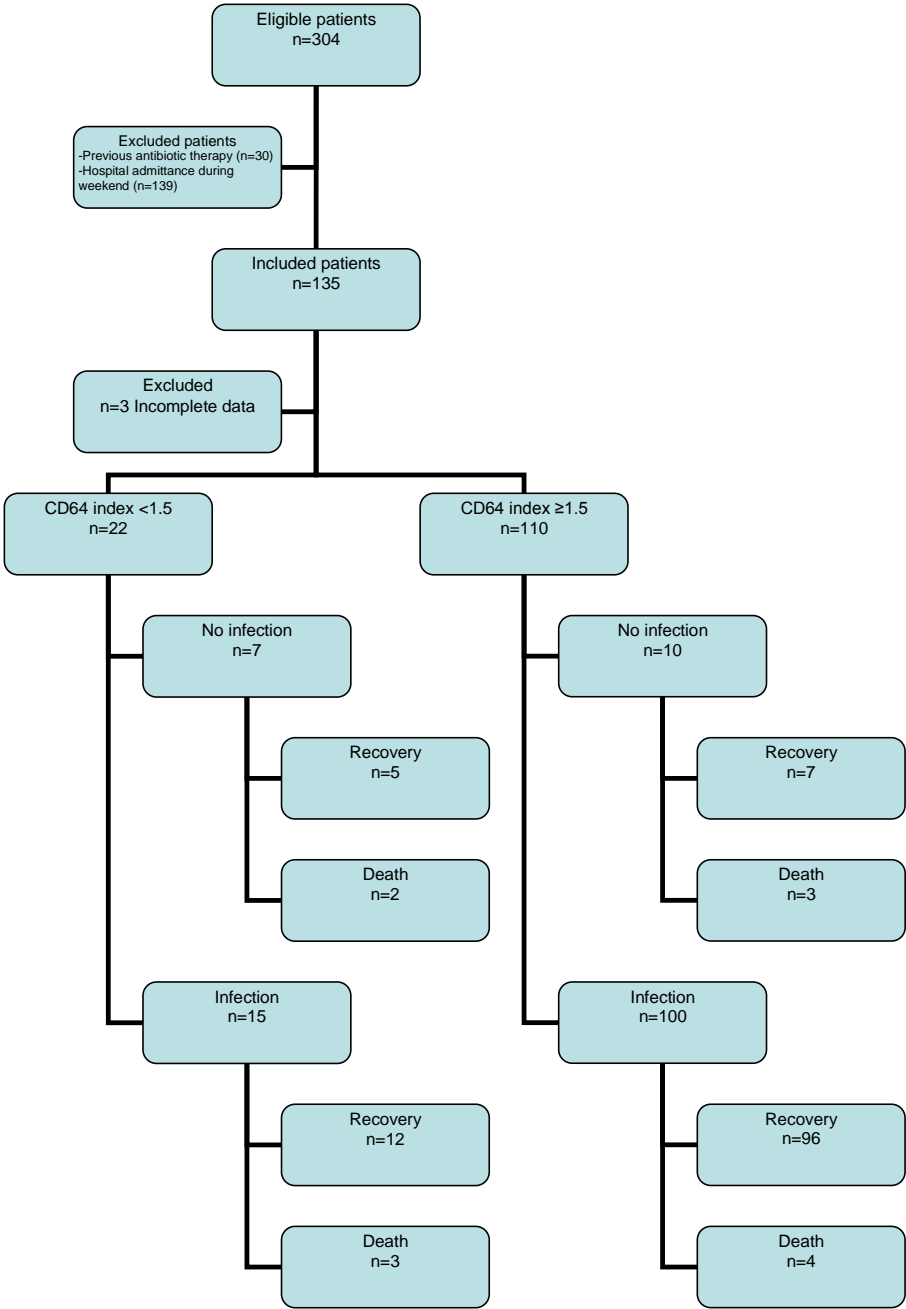 Eligible patients
n=304
Excluded patients
-Previous antibiotic therapy (n=30)
-Hospital admittance during
weekend (n=139)
Included patients
n=135
Excluded
n=3 Incomplete data
CD64 index <1.5
n=22
CD64 index ≥1.5
n=110
No infection
n=7
No infection
n=10
Recovery
n=5
Recovery
n=7
Death
n=2
Death
n=3
Infection
n=15
Infection
n=100
Recovery
n=12
Recovery
n=96
Death
n=3
Death
n=4